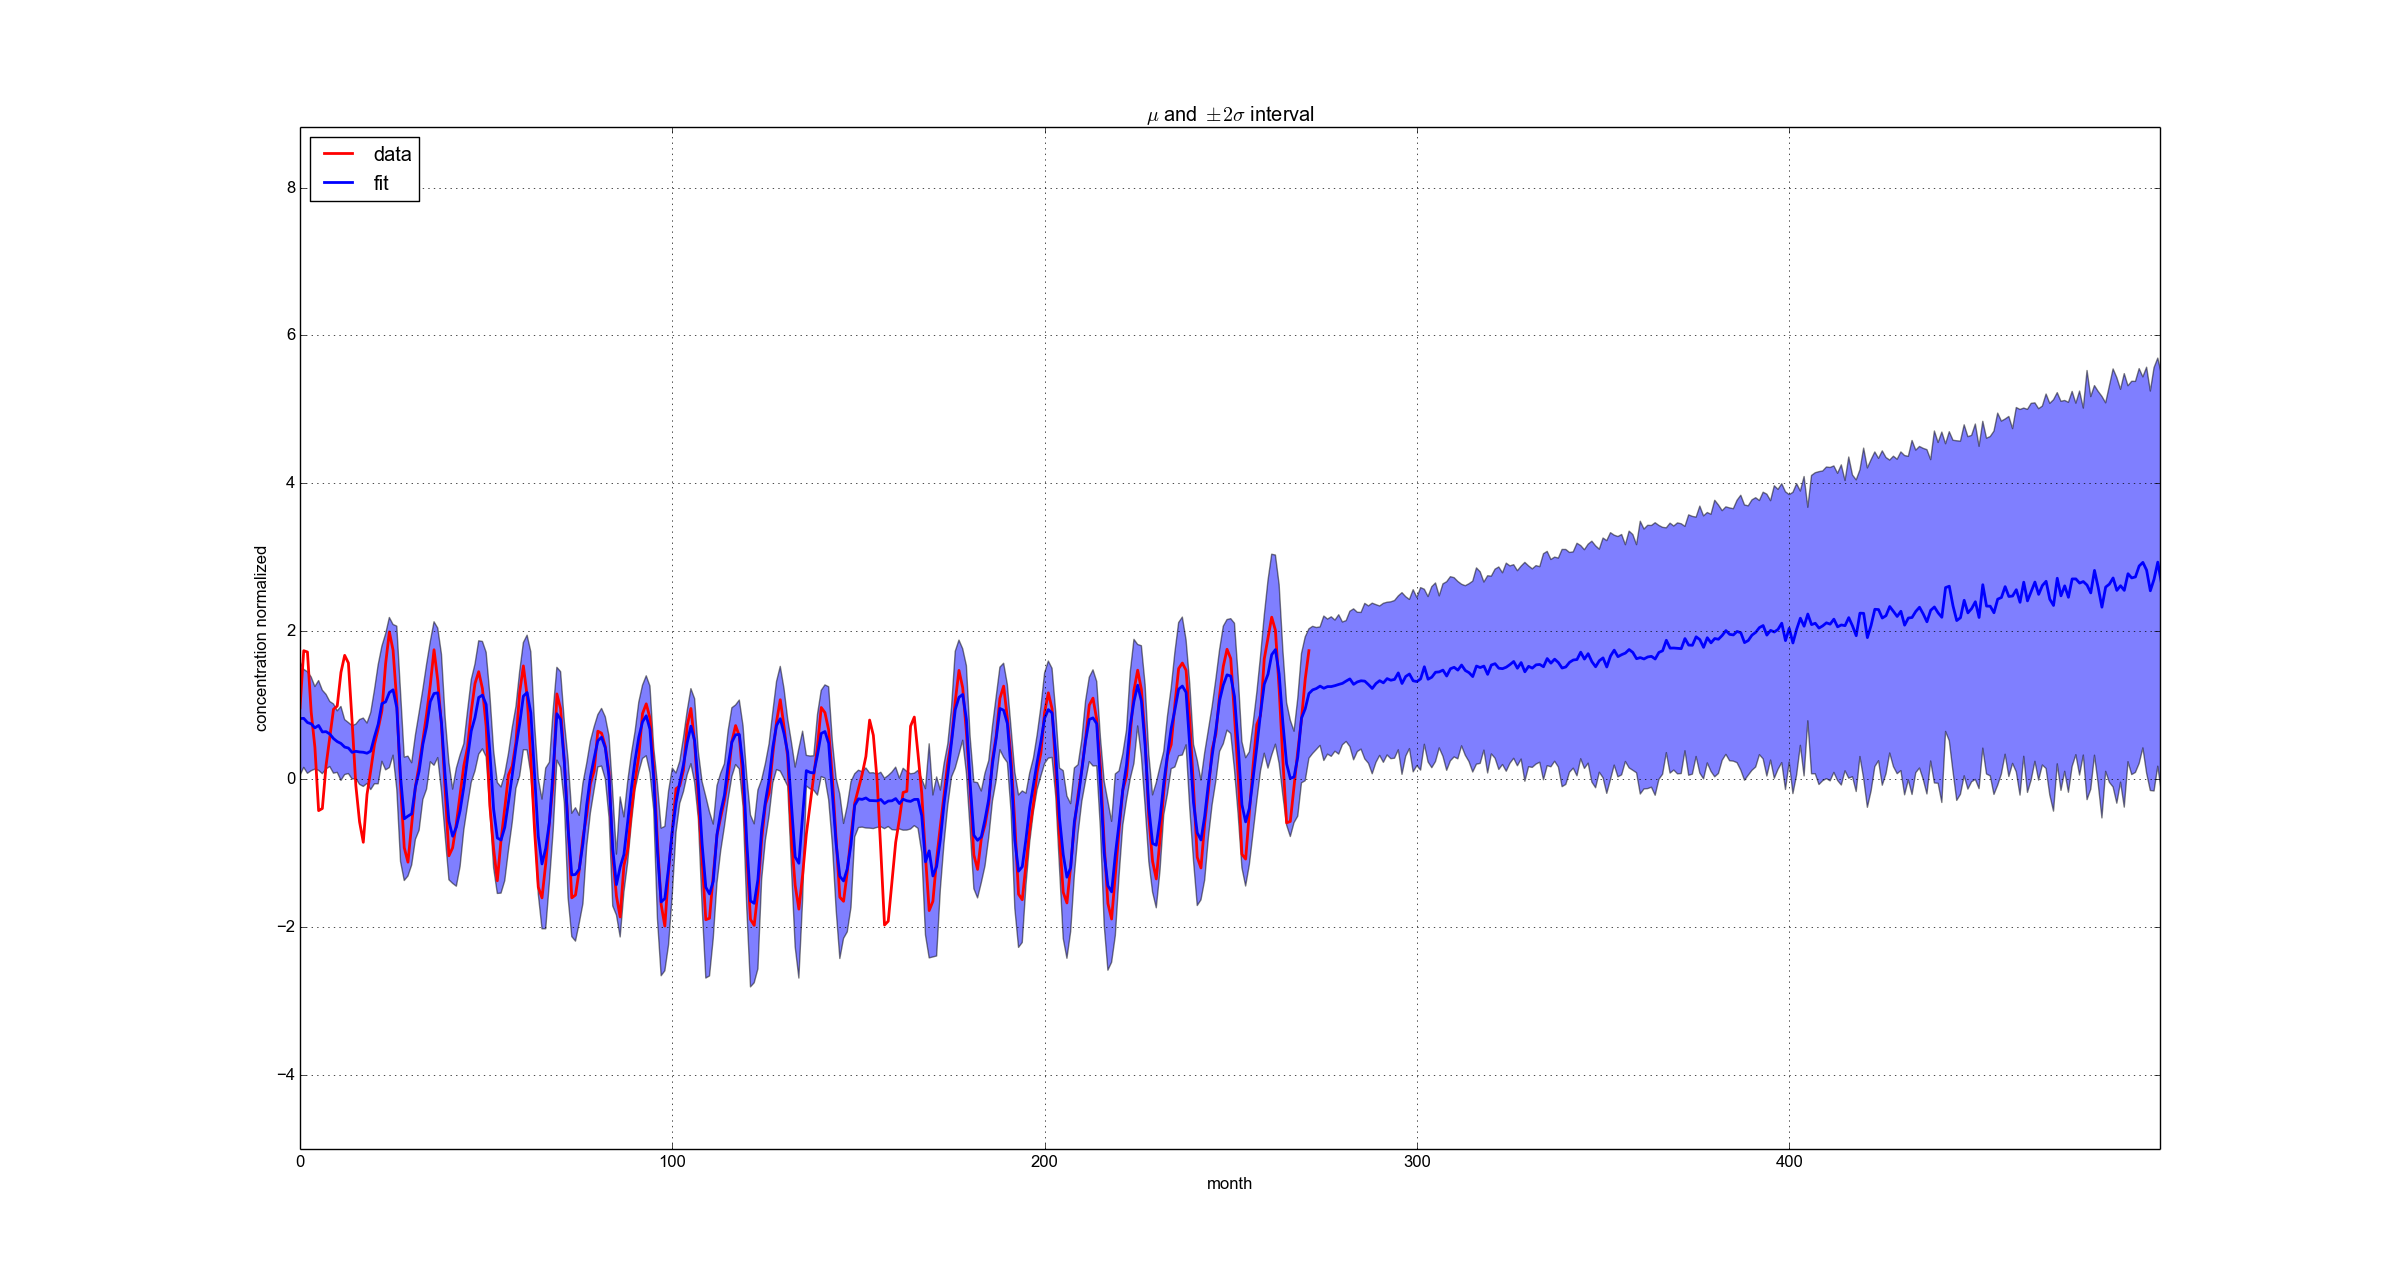 μ and ±2σ interval
data
fit
concentration normalized
8
6
4
2
0
−2
−4
0 100 200 300 400
month